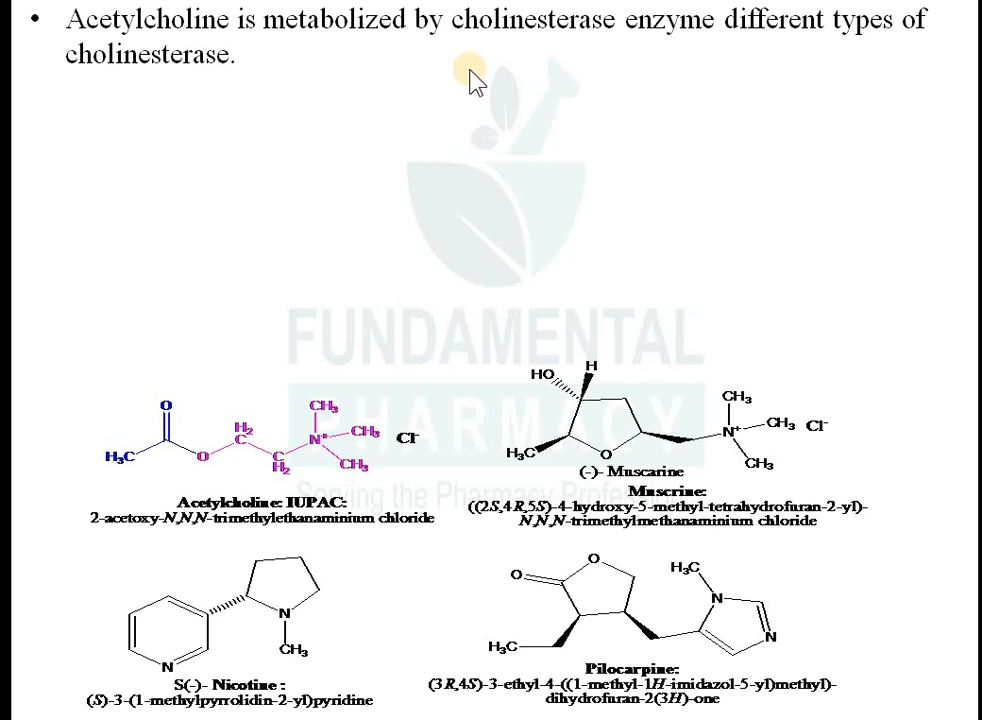 • Acetylcholine is metabolized by cholinesterase enzyme different types of
cholinesterase.
FUNDAMENTAL
PHARMACY
Serving the Pharmacy
O
H₃C
O
H₂
C
C
H₂
N⁺
CH₃
CH₃
CH₃
Cl⁻
Acetylcholine: IUPAC:
2-acetoxy-N,N,N-trimethylethanaminium chloride
HO
H
H₃C
O
N⁺
CH₃
CH₃
CH₃
Cl⁻
(-)- Muscarine
Muscrine:
((2S,4R,5S)-4-hydroxy-5-methyl-tetrahydrofuran-2-yl)-
N,N,N-trimethylmethanaminium chloride
N
N
CH₃
S(-)- Nicotine :
(S)-3-(1-methylpyrrolidin-2-yl)pyridine
O
O
H₃C
H₃C
N
N
Pilocarpine:
(3R,4S)-3-ethyl-4-((1-methyl-1H-imidazol-5-yl)methyl)-
dihydrofuran-2(3H)-one